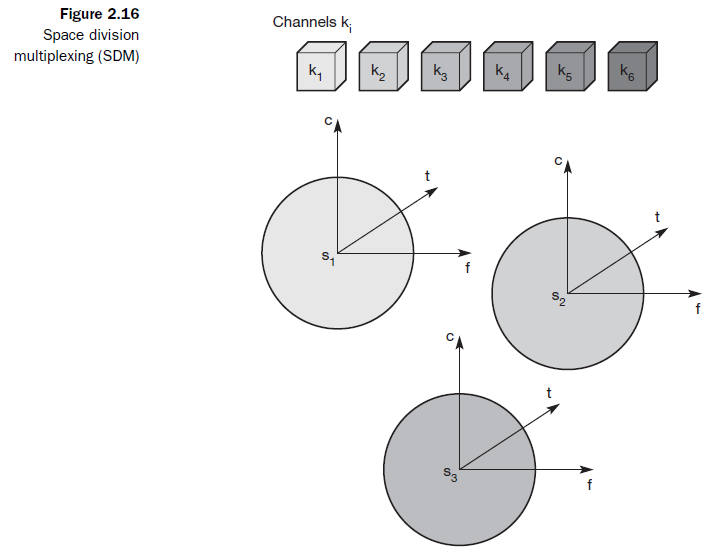 Figure 2.16
Space division
multiplexing (SDM)
Channels kᵢ
k₁ k₂ k₃ k₄ k₅ k₆
c
t
s₁
f
c
t
s₂
f
c
t
s₃
f